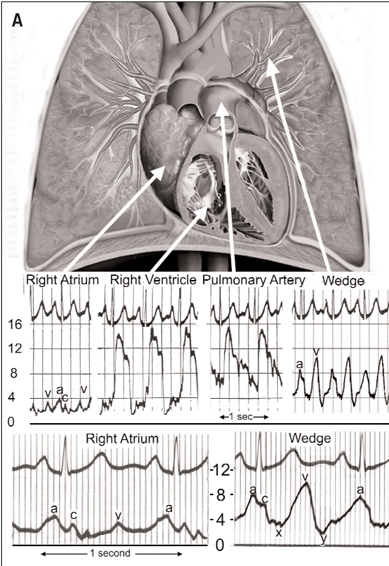 A
Right Atrium Right Ventricle Pulmonary Artery Wedge
16
12
8
4
0
v a c v
a v
1 sec
Right Atrium Wedge
12
8
4
0
a c v a
a c x v y a
1 second